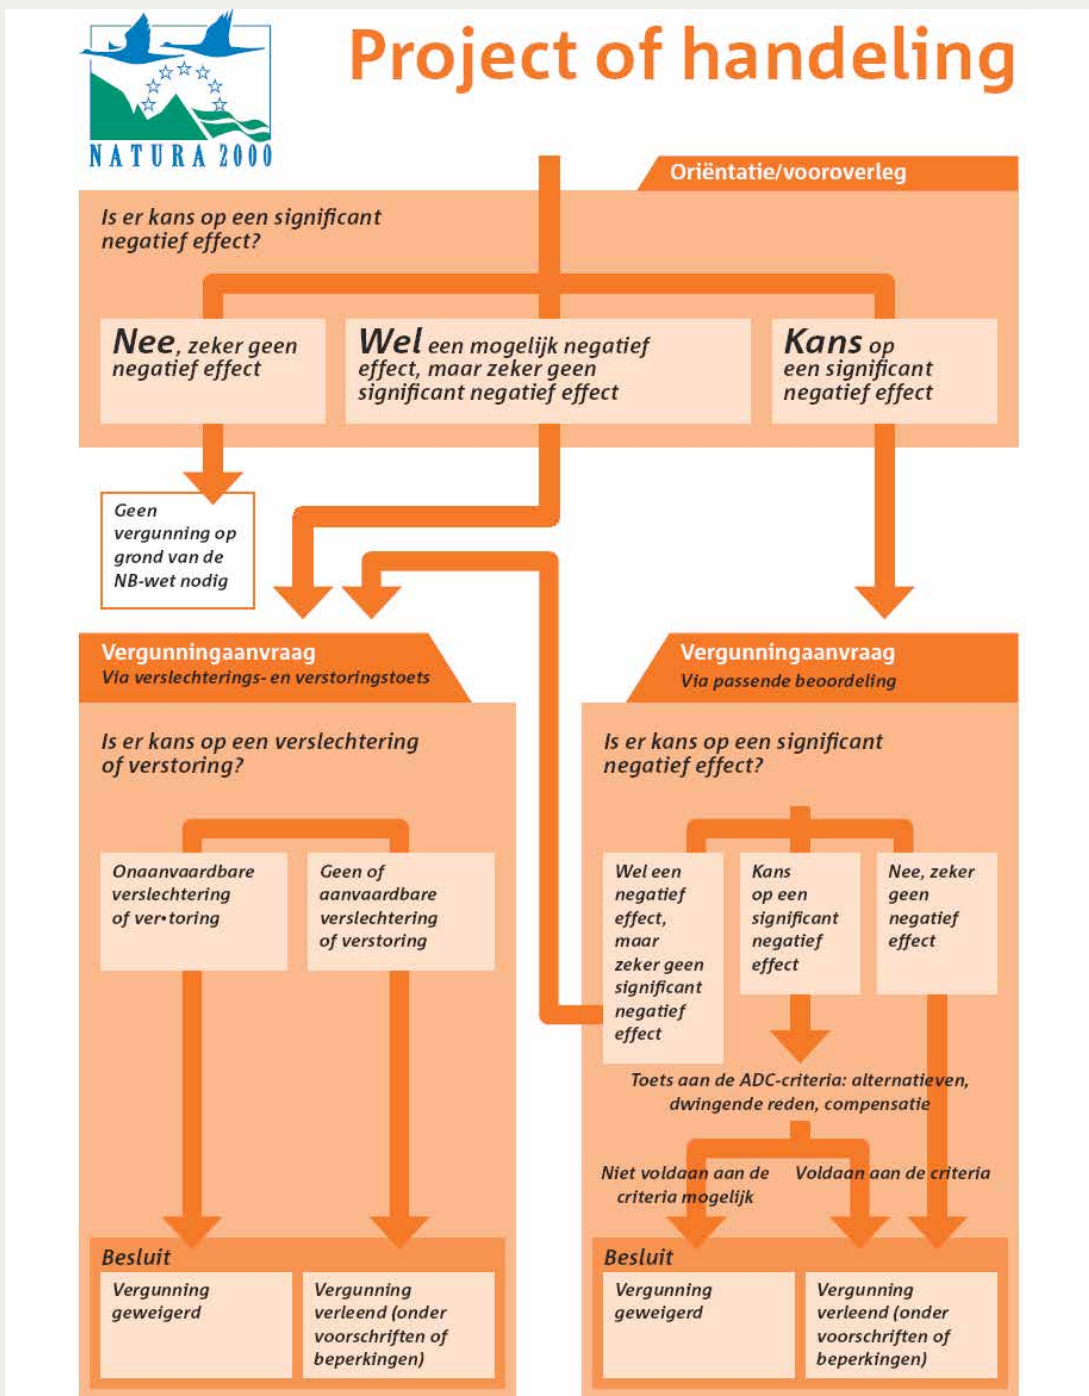 Project of handeling
NATURA 2000
Oriëntatie/vooroverleg
Is er kans op een significant
negatief effect?
Nee, zeker geen
negatief effect
Wel een mogelijk negatief
effect, maar zeker geen
significant negatief effect
Kans op
een significant
negatief effect
Geen
vergunning op
grond van de
NB-wet nodig
Vergunningaanvraag
Via verslechterings- en verstoringstoets
Is er kans op een verslechtering
of verstoring?
Onaanvaardbare
verslechtering
of ver•toring
Geen of
aanvaardbare
verslechtering
of verstoring
Besluit
Vergunning
geweigerd
Vergunning
verleend (onder
voorschriften of
beperkingen)
Vergunningaanvraag
Via passende beoordeling
Is er kans op een significant
negatief effect?
Wel een
negatief
effect,
maar
zeker geen
significant
negatief
effect
Kans
op een
significant
negatief
effect
Nee, zeker
geen
negatief
effect
Toets aan de ADC-criteria: alternatieven,
dwingende reden, compensatie
Niet voldaan aan de
criteria mogelijk
Voldaan aan de criteria
Besluit
Vergunning
geweigerd
Vergunning
verleend (onder
voorschriften of
beperkingen)